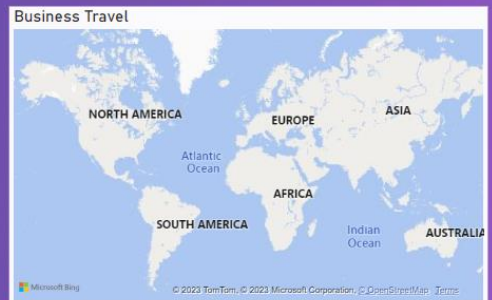 Business Travel
NORTH AMERICA
EUROPE
ASIA
Atlantic
Ocean
AFRICA
SOUTH AMERICA
Indian
Ocean
AUSTRALIA
Microsoft Bing
© 2023 TomTom, © 2023 Microsoft Corporation, © OpenStreetMap Terms